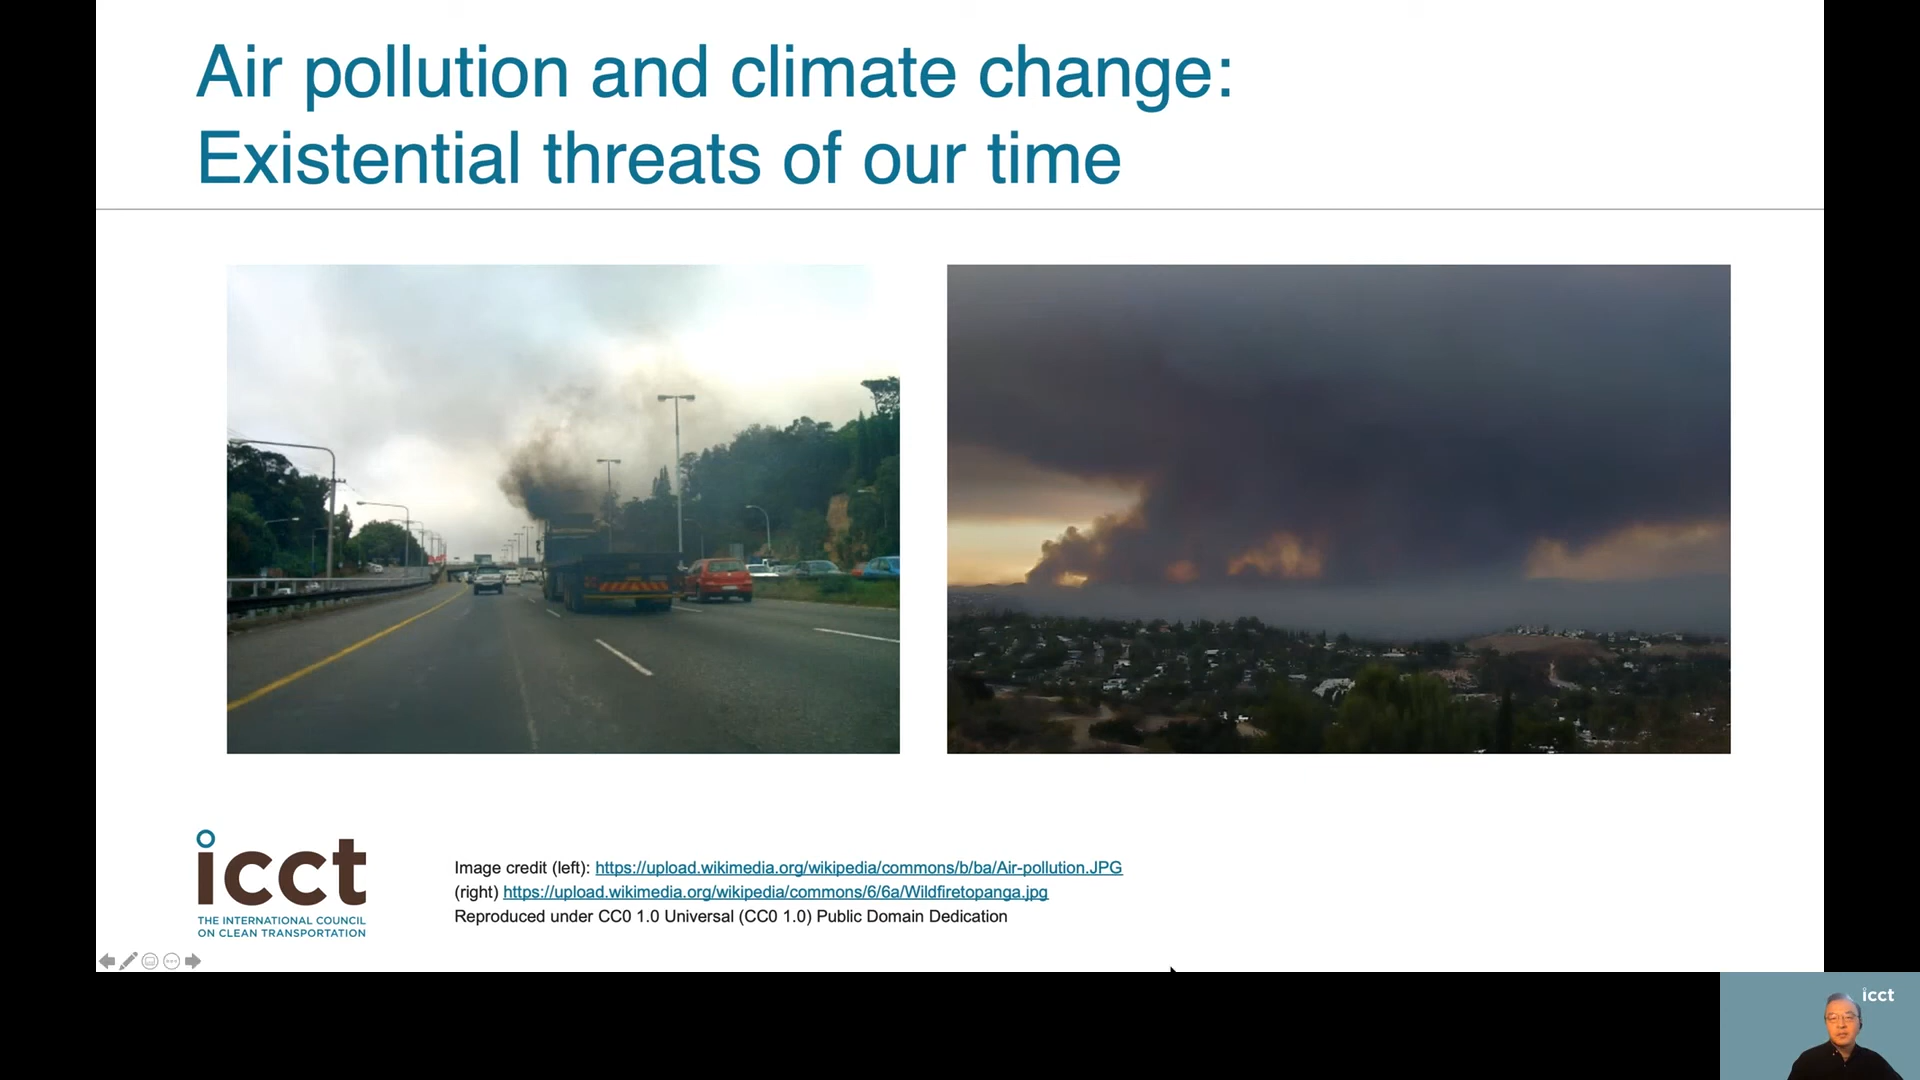 Air pollution and climate change:
Existential threats of our time
icct
THE INTERNATIONAL COUNCIL
ON CLEAN TRANSPORTATION
Image credit (left): https://upload.wikimedia.org/wikipedia/commons/b/ba/Air-pollution.JPG
(right) https://upload.wikimedia.org/wikipedia/commons/6/6a/Wildfiretopanga.jpg
Reproduced under CC0 1.0 Universal (CC0 1.0) Public Domain Dedication
icct